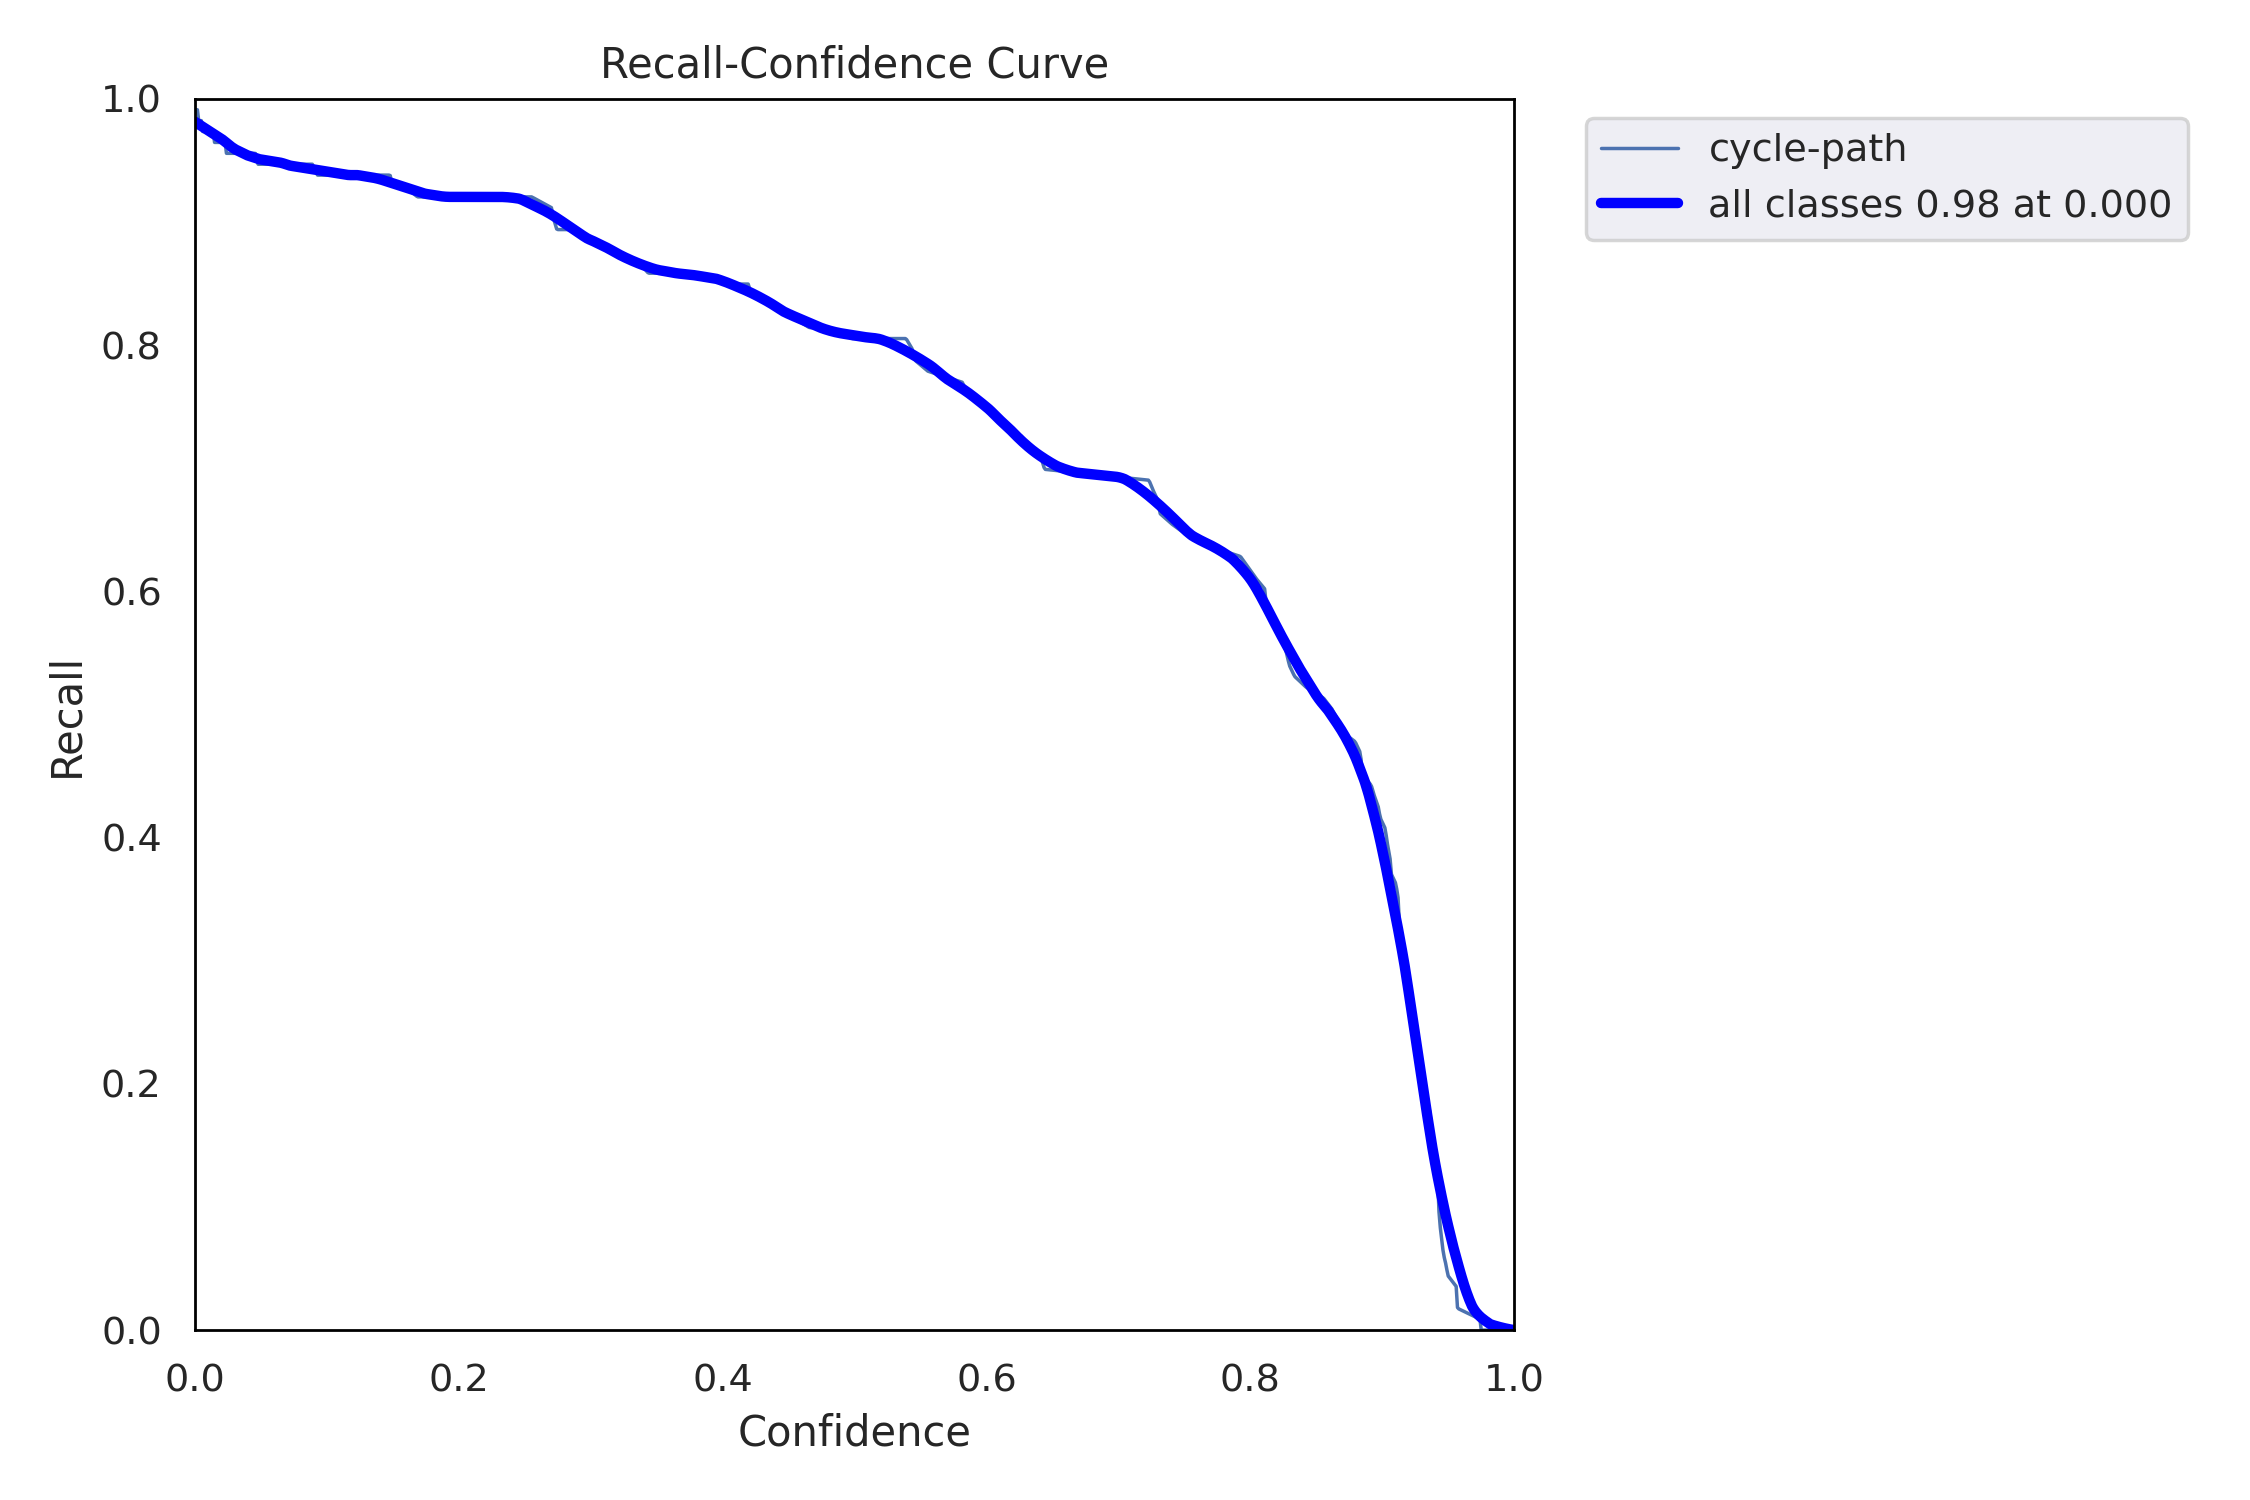 Recall-Confidence Curve
1.0
0.8
0.6
0.4
0.2
0.0
Recall
0.0 0.2 0.4 0.6 0.8 1.0
Confidence
cycle-path
all classes 0.98 at 0.000